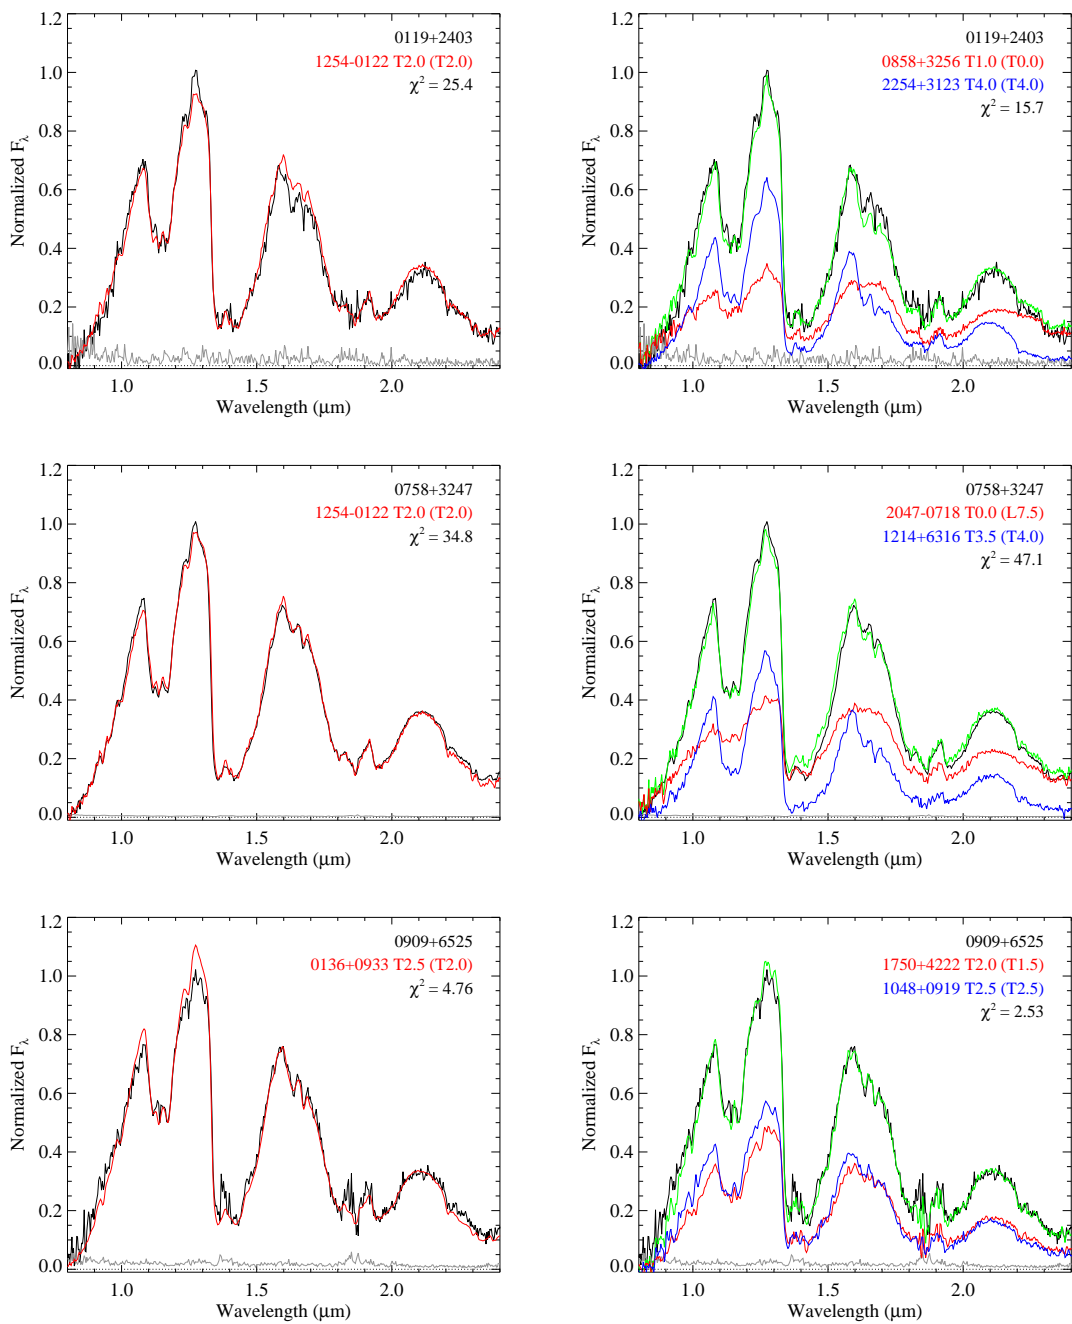 0119+2403
1254-0122 T2.0 (T2.0)
χ² = 25.4
Normalized Fλ
1.2
1.0
0.8
0.6
0.4
0.2
0.0
1.0 1.5 2.0
Wavelength (μm)
0119+2403
0858+3256 T1.0 (T0.0)
2254+3123 T4.0 (T4.0)
χ² = 15.7
Normalized Fλ
1.2
1.0
0.8
0.6
0.4
0.2
0.0
1.0 1.5 2.0
Wavelength (μm)
0758+3247
1254-0122 T2.0 (T2.0)
χ² = 34.8
Normalized Fλ
1.2
1.0
0.8
0.6
0.4
0.2
0.0
1.0 1.5 2.0
Wavelength (μm)
0758+3247
2047-0718 T0.0 (L7.5)
1214+6316 T3.5 (T4.0)
χ² = 47.1
Normalized Fλ
1.2
1.0
0.8
0.6
0.4
0.2
0.0
1.0 1.5 2.0
Wavelength (μm)
0909+6525
0136+0933 T2.5 (T2.0)
χ² = 4.76
Normalized Fλ
1.2
1.0
0.8
0.6
0.4
0.2
0.0
1.0 1.5 2.0
Wavelength (μm)
0909+6525
1750+4222 T2.0 (T1.5)
1048+0919 T2.5 (T2.5)
χ² = 2.53
Normalized Fλ
1.2
1.0
0.8
0.6
0.4
0.2
0.0
1.0 1.5 2.0
Wavelength (μm)